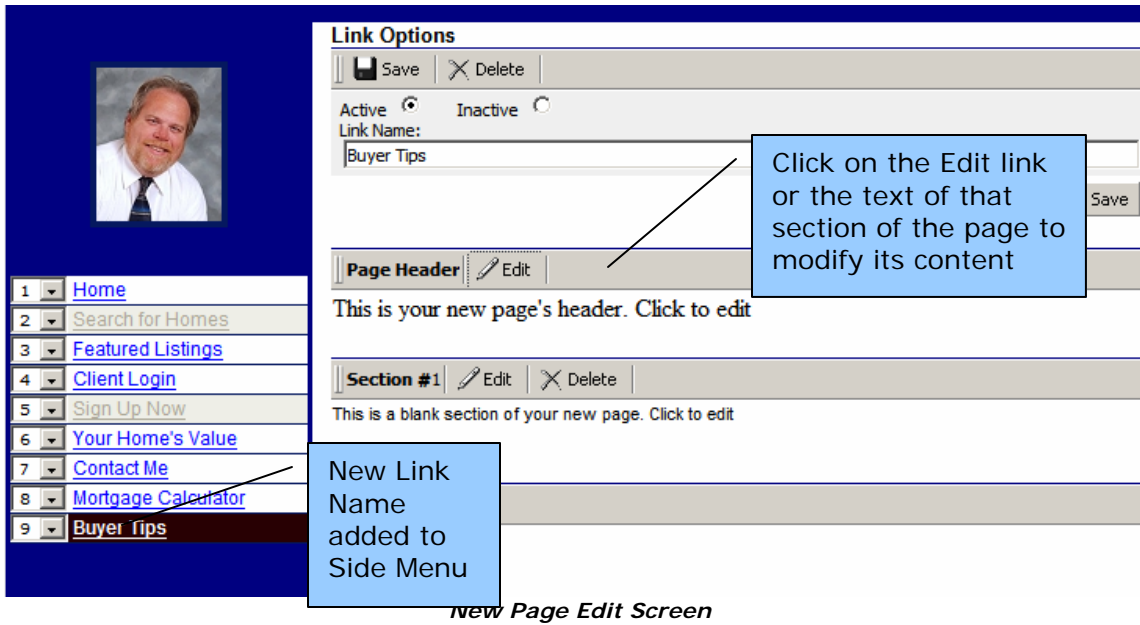 Link Options
Save Delete
Active Inactive
Link Name:
Buyer Tips
Click on the Edit link
or the text of that
section of the page to
modify its content
Save
Page Header Edit
This is your new page's header. Click to edit
Section #1 Edit Delete
This is a blank section of your new page. Click to edit
1 Home
2 Search for Homes
3 Featured Listings
4 Client Login
5 Sign Up Now
6 Your Home's Value
7 Contact Me
8 Mortgage Calculator
9 Buyer Tips
New Link
Name
added to
Side Menu
New Page Edit Screen